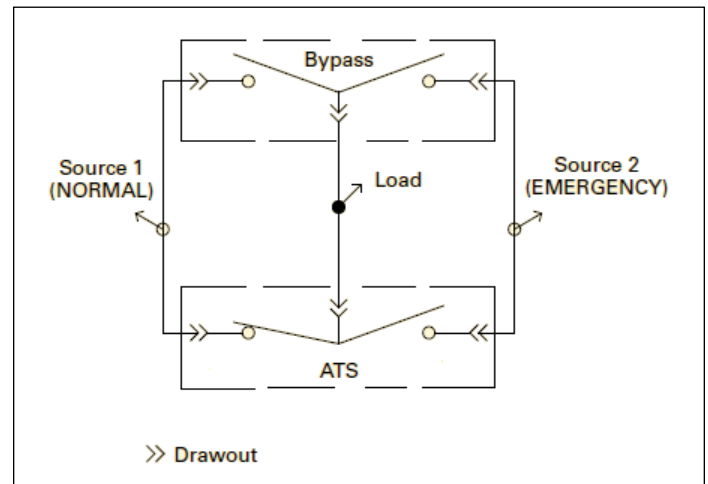 Bypass
Source 1
(NORMAL)
Load
Source 2
(EMERGENCY)
ATS
Drawout